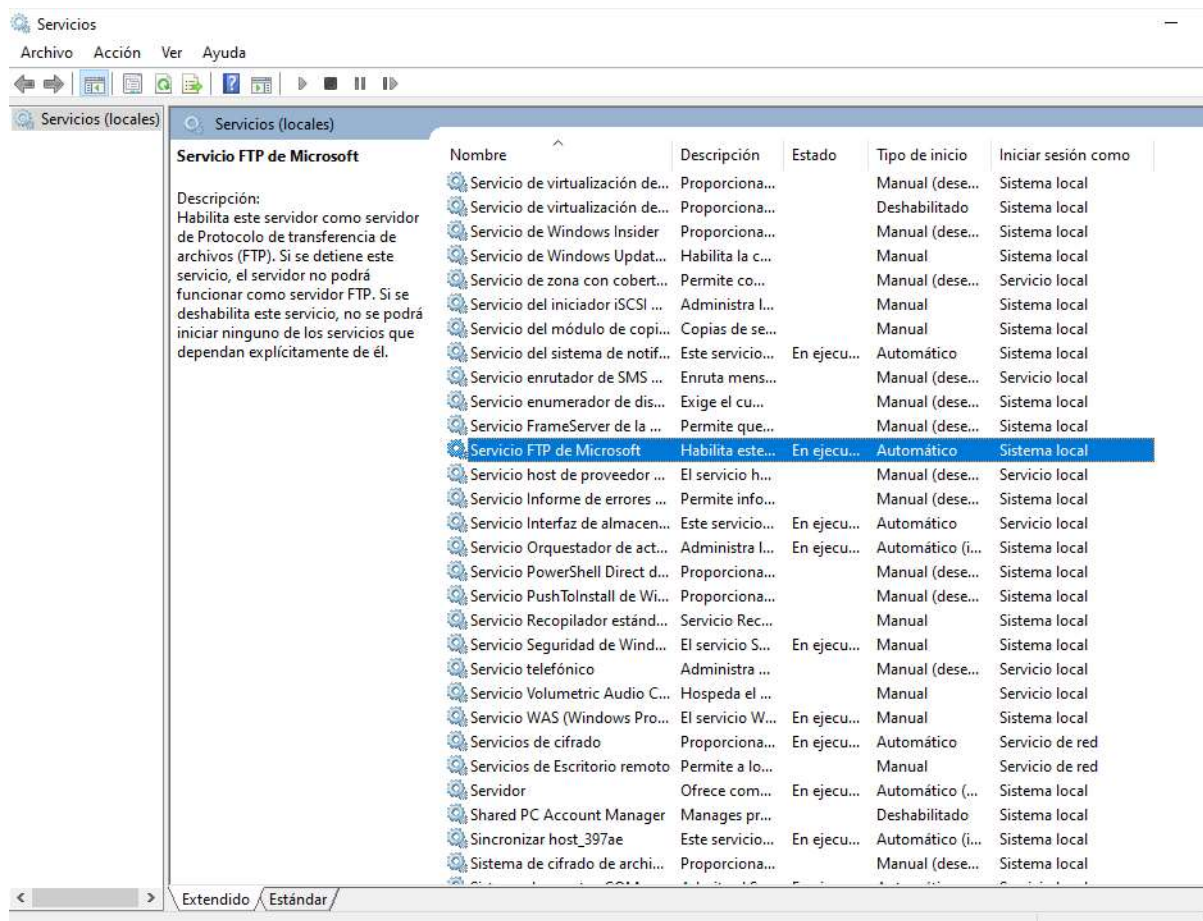 Servicios
Archivo Acción Ver Ayuda
Servicios (locales)
Servicios (locales)
Servicio FTP de Microsoft
Descripción:
Habilita este servidor como servidor
de Protocolo de transferencia de
archivos (FTP). Si se detiene este
servicio, el servidor no podrá
funcionar como servidor FTP. Si se
deshabilita este servicio, no se podrá
iniciar ninguno de los servicios que
dependan explícitamente de él.
Nombre Descripción Estado Tipo de inicio Iniciar sesión como
Servicio de virtualización de... Proporciona... Manual (dese... Sistema local
Servicio de virtualización de... Proporciona... Deshabilitado Sistema local
Servicio de Windows Insider Proporciona... Manual (dese... Sistema local
Servicio de Windows Updat... Habilita la c... Manual Sistema local
Servicio de zona con cobert... Permite co... Manual (dese... Servicio local
Servicio del iniciador iSCSI ... Administra l... Manual Sistema local
Servicio del módulo de copi... Copias de se... Manual Sistema local
Servicio del sistema de notif... Este servicio... En ejecu... Automático Sistema local
Servicio enrutador de SMS ... Enruta mens... Manual (dese... Servicio local
Servicio enumerador de dis... Exige el cu... Manual (dese... Sistema local
Servicio FrameServer de la ... Permite que... Manual (dese... Sistema local
Servicio FTP de Microsoft Habilita este... En ejecu... Automático Sistema local
Servicio host de proveedor ... El servicio h... Manual (dese... Servicio local
Servicio Informe de errores ... Permite info... Manual (dese... Sistema local
Servicio Interfaz de almacen... Este servicio... En ejecu... Automático Servicio local
Servicio Orquestador de act... Administra l... En ejecu... Automático (i... Sistema local
Servicio PowerShell Direct d... Proporciona... Manual (dese... Sistema local
Servicio PushToInstall de Wi... Proporciona... Manual (dese... Sistema local
Servicio Recopilador estánd... Servicio Rec... Manual Sistema local
Servicio Seguridad de Wind... El servicio S... En ejecu... Manual Sistema local
Servicio telefónico Administra ... Manual (dese... Servicio local
Servicio Volumetric Audio C... Hospeda el ... Manual Servicio local
Servicio WAS (Windows Pro... El servicio W... En ejecu... Manual Sistema local
Servicios de cifrado Proporciona... En ejecu... Automático Servicio de red
Servicios de Escritorio remoto Permite a lo... Manual Servicio de red
Servidor Ofrece com... En ejecu... Automático (... Sistema local
Shared PC Account Manager Manages pr... Deshabilitado Sistema local
Sincronizar host_397ae Este servicio... En ejecu... Automático (i... Sistema local
Sistema de cifrado de archi... Proporciona... Manual (dese... Sistema local
Extendido Estándar